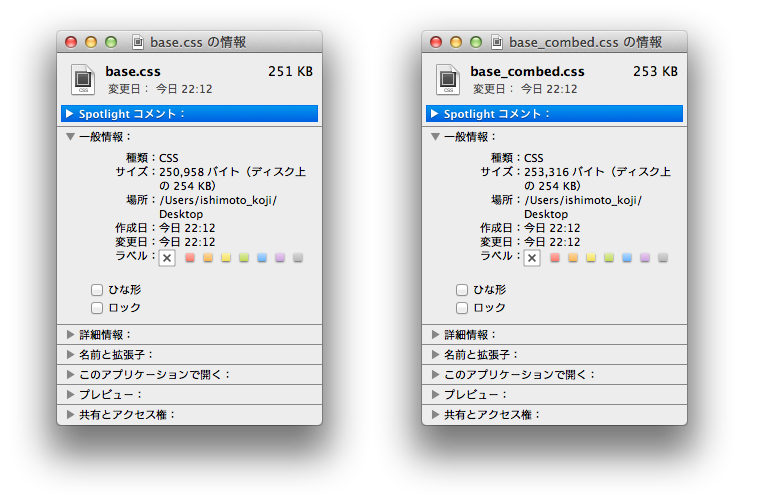 base.css の情報
base.css 251 KB
変更日： 今日 22:12
Spotlight コメント：
一般情報：
種類：CSS
サイズ：250,958 バイト（ディスク上
の 254 KB）
場所：/Users/ishimoto_koji/
Desktop
作成日：今日 22:12
変更日：今日 22:12
ラベル：
ひな形
ロック
詳細情報：
名前と拡張子：
このアプリケーションで開く：
プレビュー：
共有とアクセス権：
base_combed.css の情報
base_combed.css 253 KB
変更日： 今日 22:12
Spotlight コメント：
一般情報：
種類：CSS
サイズ：253,316 バイト（ディスク上
の 254 KB）
場所：/Users/ishimoto_koji/
Desktop
作成日：今日 22:12
変更日：今日 22:12
ラベル：
ひな形
ロック
詳細情報：
名前と拡張子：
このアプリケーションで開く：
プレビュー：
共有とアクセス権：